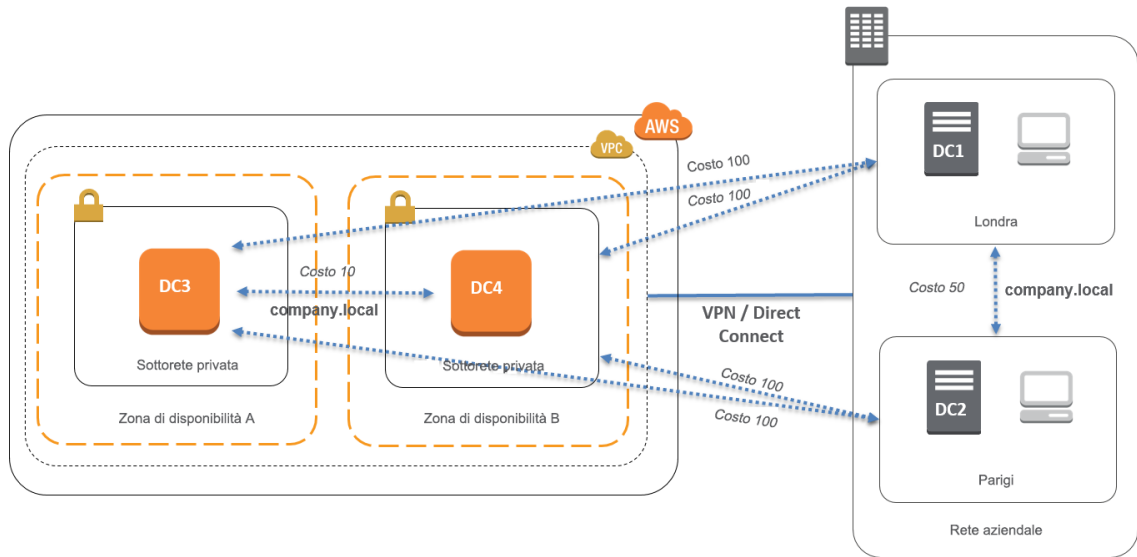 AWS
VPC
DC1
Londra
Costo 100
Costo 100
DC3
Costo 10
DC4
company.local
Costo 50
company.local
VPN / Direct
Connect
Sottorete privata
Sottorete privata
Costo 100
Costo 100
DC2
Zona di disponibilità A
Zona di disponibilità B
Parigi
Rete aziendale